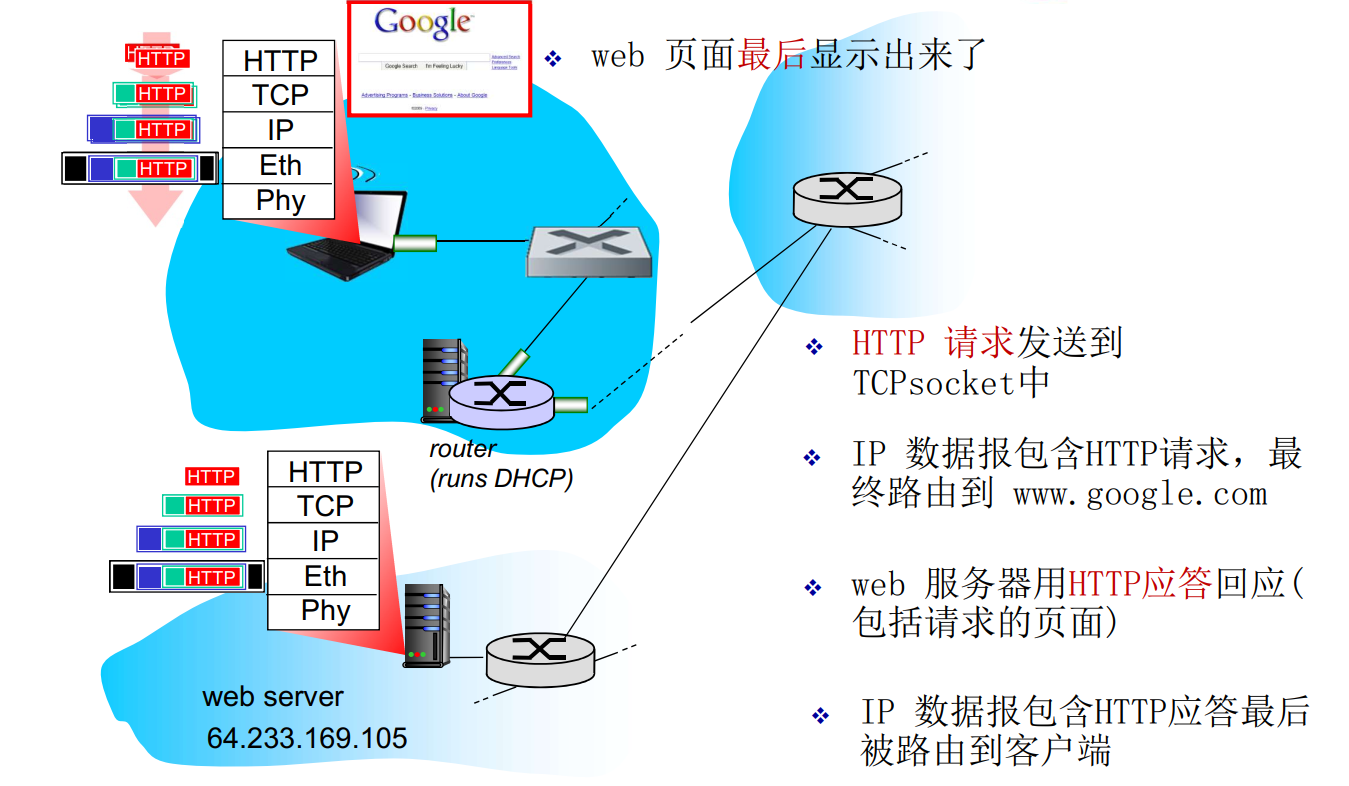 Google
Advanced Search
Preferences
Language Tools
Google Search I'm Feeling Lucky
Advertising Programs - Business Solutions - About Google
Privacy
web 页面最后显示出来了
HTTP
HTTP
HTTP
HTTP
HTTP
HTTP
TCP
IP
Eth
Phy
router
(runs DHCP)
HTTP 请求发送到
TCPsocket中
IP 数据报包含HTTP请求，最
终路由到 www.google.com
web 服务器用HTTP应答回应(
包括请求的页面)
IP 数据报包含HTTP应答最后
被路由到客户端
HTTP
HTTP
HTTP
HTTP
HTTP
TCP
IP
Eth
Phy
web server
64.233.169.105